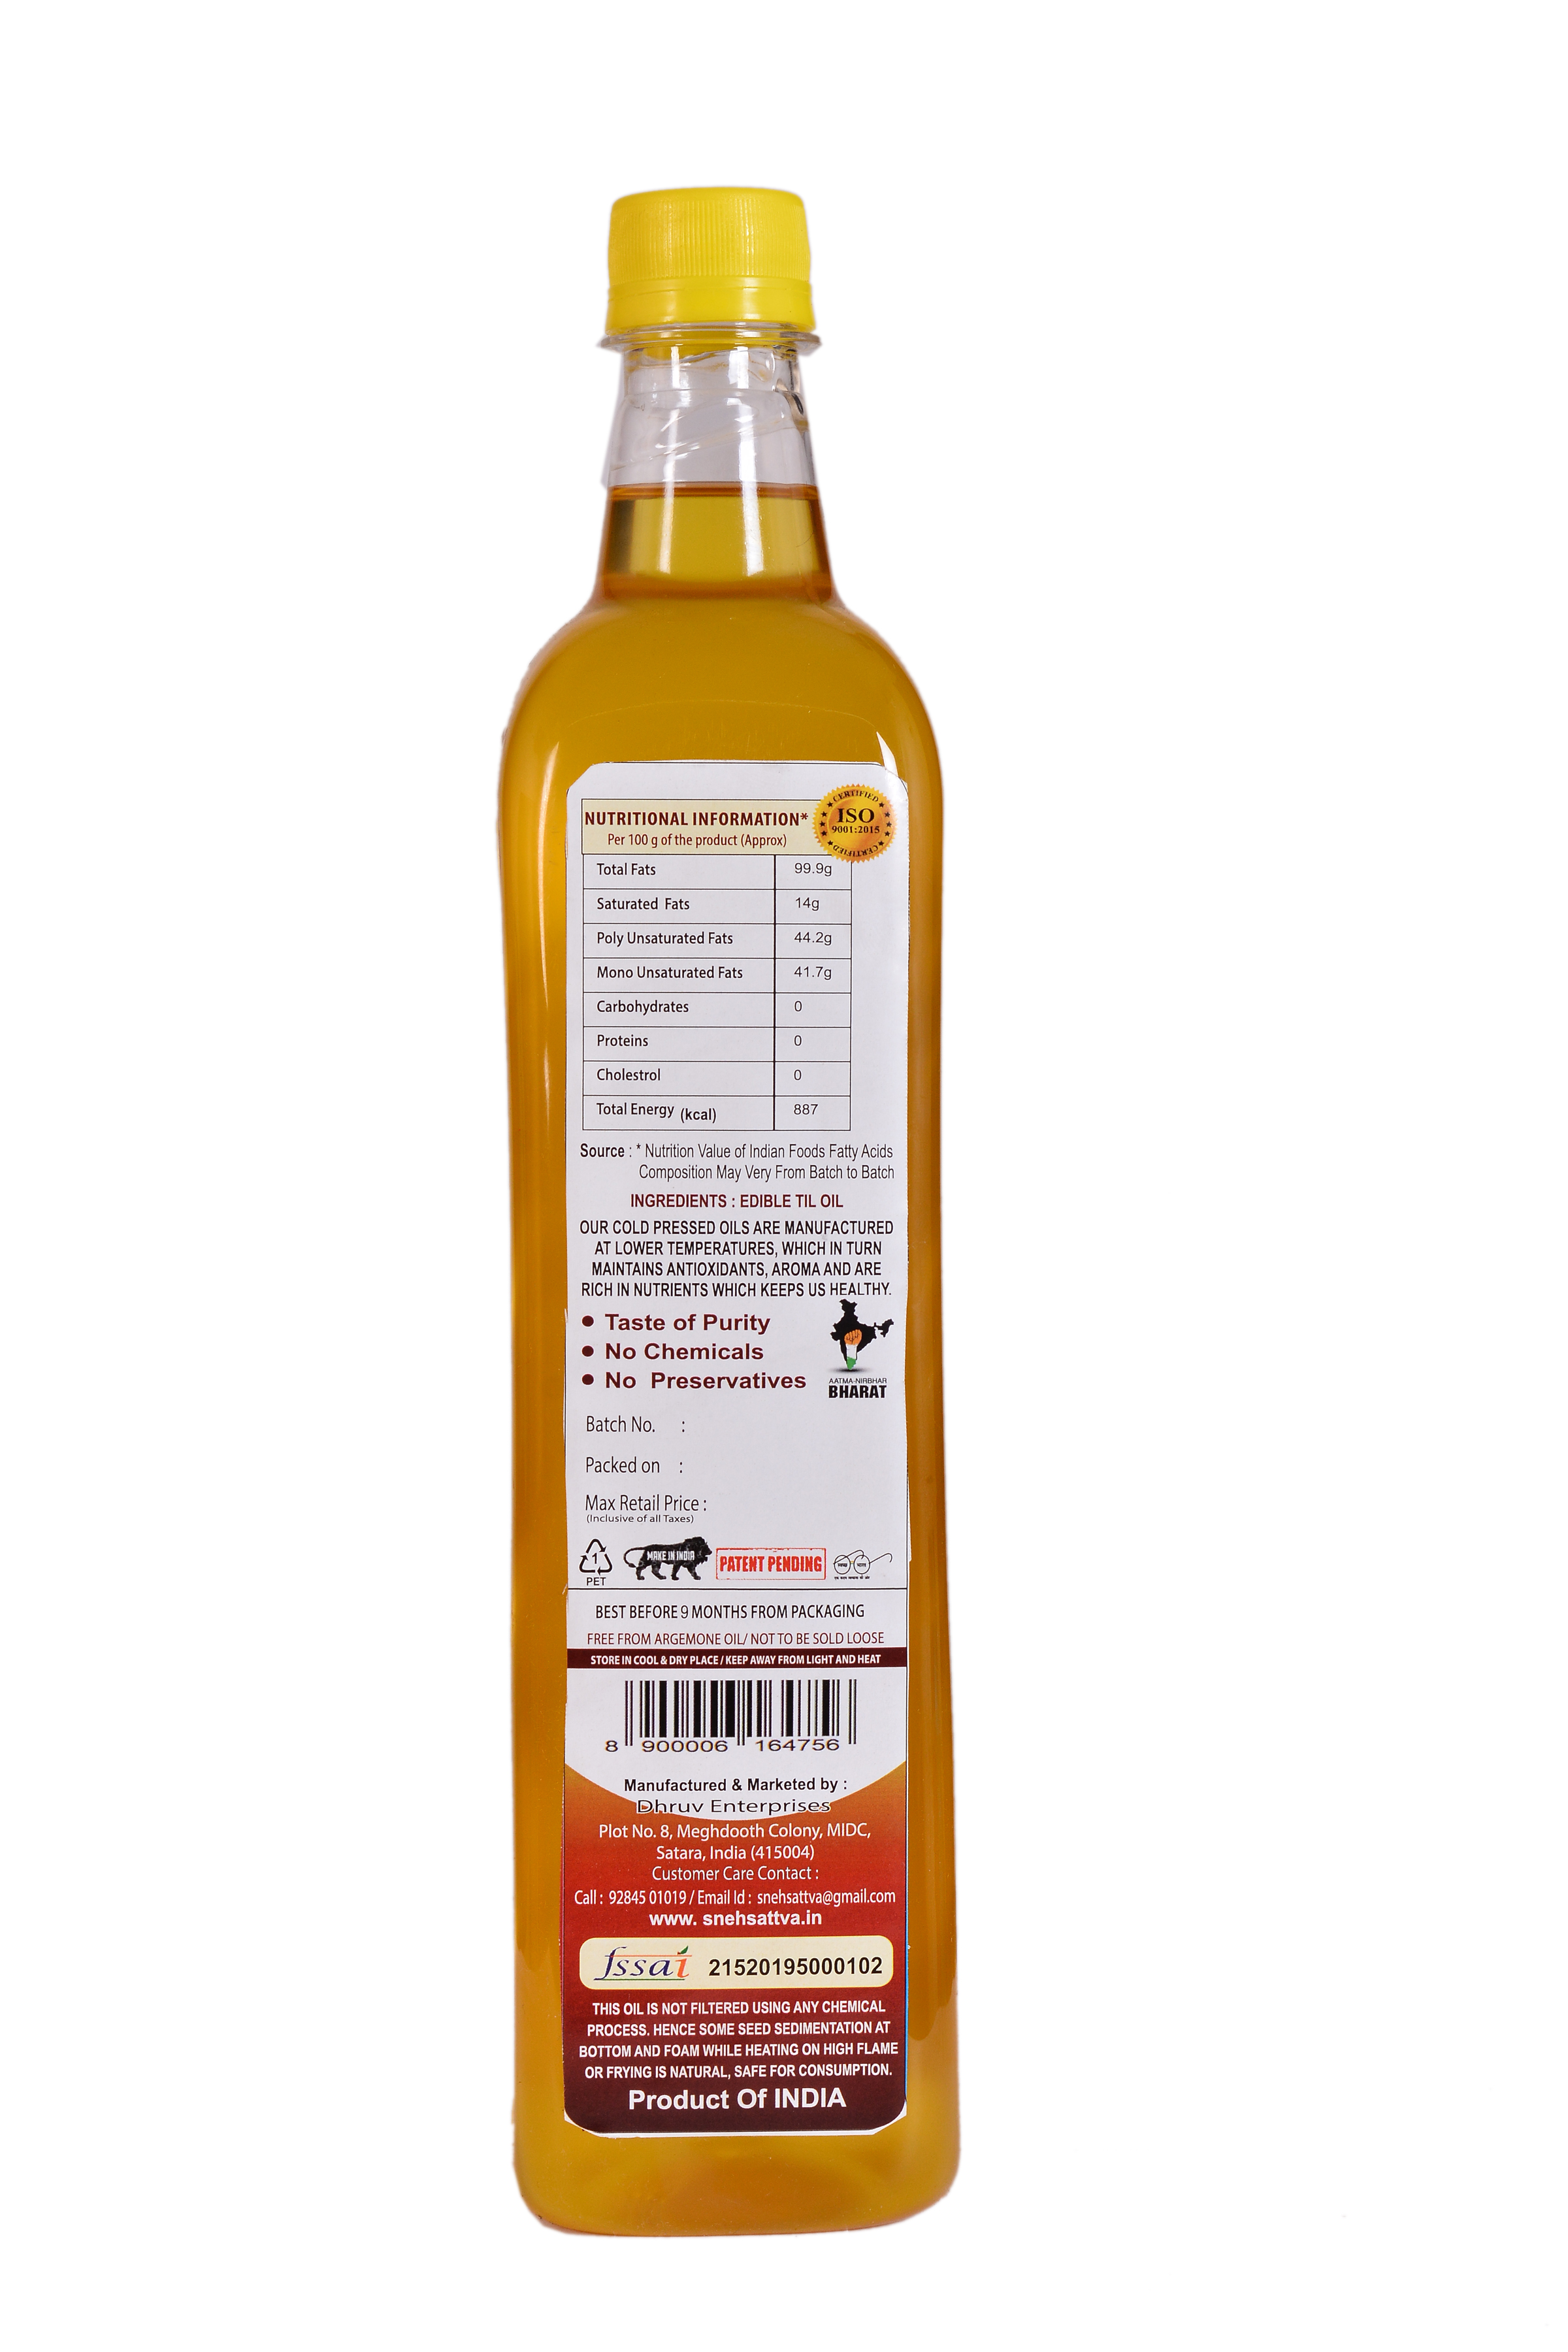 CERTIFIED
ISO
9001:2015
CERTIFIED
NUTRITIONAL INFORMATION*
Per 100 g of the product (Approx)
Total Fats 99.9g
Saturated Fats 14g
Poly Unsaturated Fats 44.2g
Mono Unsaturated Fats 41.7g
Carbohydrates 0
Proteins 0
Cholestrol 0
Total Energy (kcal) 887
Source : * Nutrition Value of Indian Foods Fatty Acids
Composition May Very From Batch to Batch
INGREDIENTS : EDIBLE TIL OIL
OUR COLD PRESSED OILS ARE MANUFACTURED
AT LOWER TEMPERATURES, WHICH IN TURN
MAINTAINS ANTIOXIDANTS, AROMA AND ARE
RICH IN NUTRIENTS WHICH KEEPS US HEALTHY.
• Taste of Purity
• No Chemicals
• No Preservatives
AATMA-NIRBHAR
BHARAT
Batch No. :
Packed on :
Max Retail Price :
(Inclusive of all Taxes)
1
PET
MAKE IN INDIA
PATENT PENDING
BEST BEFORE 9 MONTHS FROM PACKAGING
FREE FROM ARGEMONE OIL/ NOT TO BE SOLD LOOSE
STORE IN COOL & DRY PLACE / KEEP AWAY FROM LIGHT AND HEAT
8 900006 164756
Manufactured & Marketed by :
Dhruv Enterprises
Plot No. 8, Meghdooth Colony, MIDC,
Satara, India (415004)
Customer Care Contact :
Call : 92845 01019 / Email Id : snehsattva@gmail.com
www. snehsattva.in
fssai 21520195000102
THIS OIL IS NOT FILTERED USING ANY CHEMICAL
PROCESS. HENCE SOME SEED SEDIMENTATION AT
BOTTOM AND FOAM WHILE HEATING ON HIGH FLAME
OR FRYING IS NATURAL, SAFE FOR CONSUMPTION.
Product Of INDIA